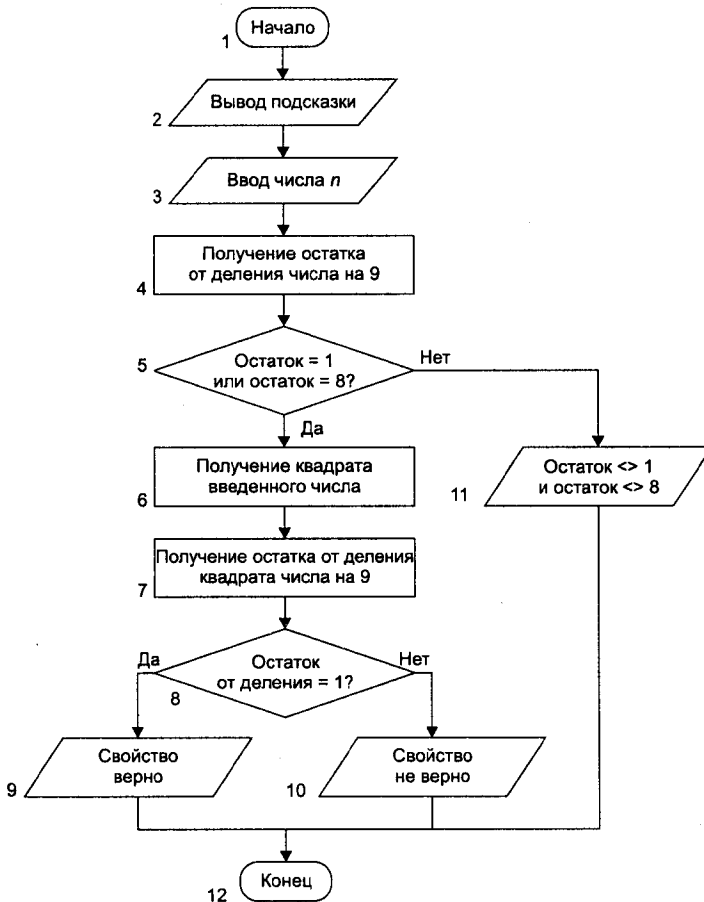 Начало
1
Вывод подсказки
2
Ввод числа n
3
Получение остатка
от деления числа на 9
4
Остаток = 1
или остаток = 8?
5
Нет
Да
Получение квадрата
введенного числа
6
Остаток <> 1
и остаток <> 8
11
Получение остатка от деления
квадрата числа на 9
7
Да
Остаток
от деления = 1?
Нет
8
Свойство
верно
9
Свойство
не верно
10
Конец
12